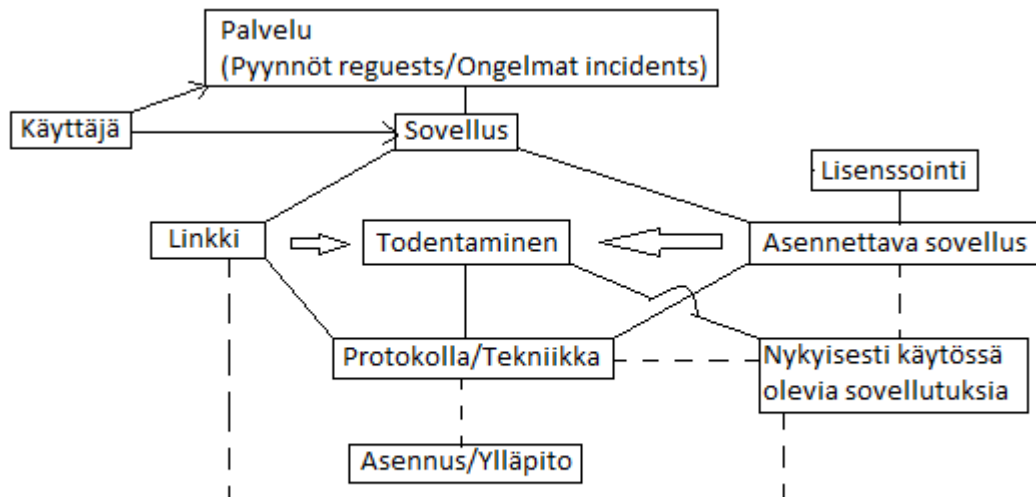 Palvelu
(Pyynnöt reguests/Ongelmat incidents)
Käyttäjä
Sovellus
Lisenssointi
Linkki
Todentaminen
Asennettava sovellus
Protokolla/Tekniikka
Nykyisesti käytössä
olevia sovellutuksia
Asennus/Ylläpito